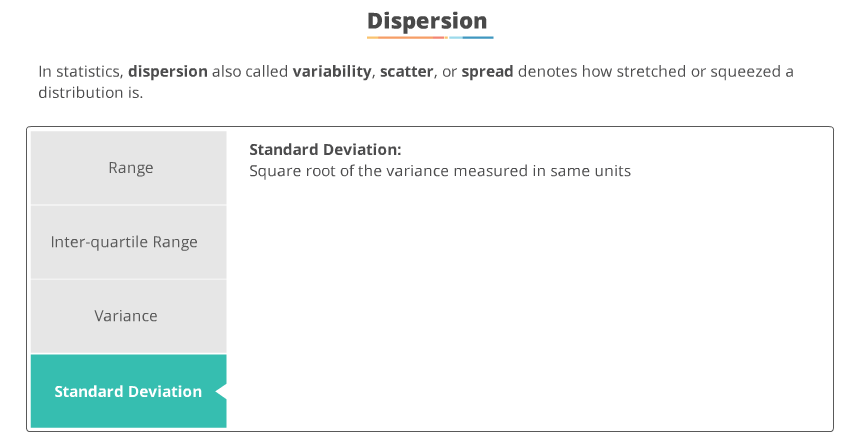 Dispersion
In statistics, dispersion also called variability, scatter, or spread denotes how stretched or squeezed a
distribution is.
Range
Inter-quartile Range
Variance
Standard Deviation
Standard Deviation:
Square root of the variance measured in same units